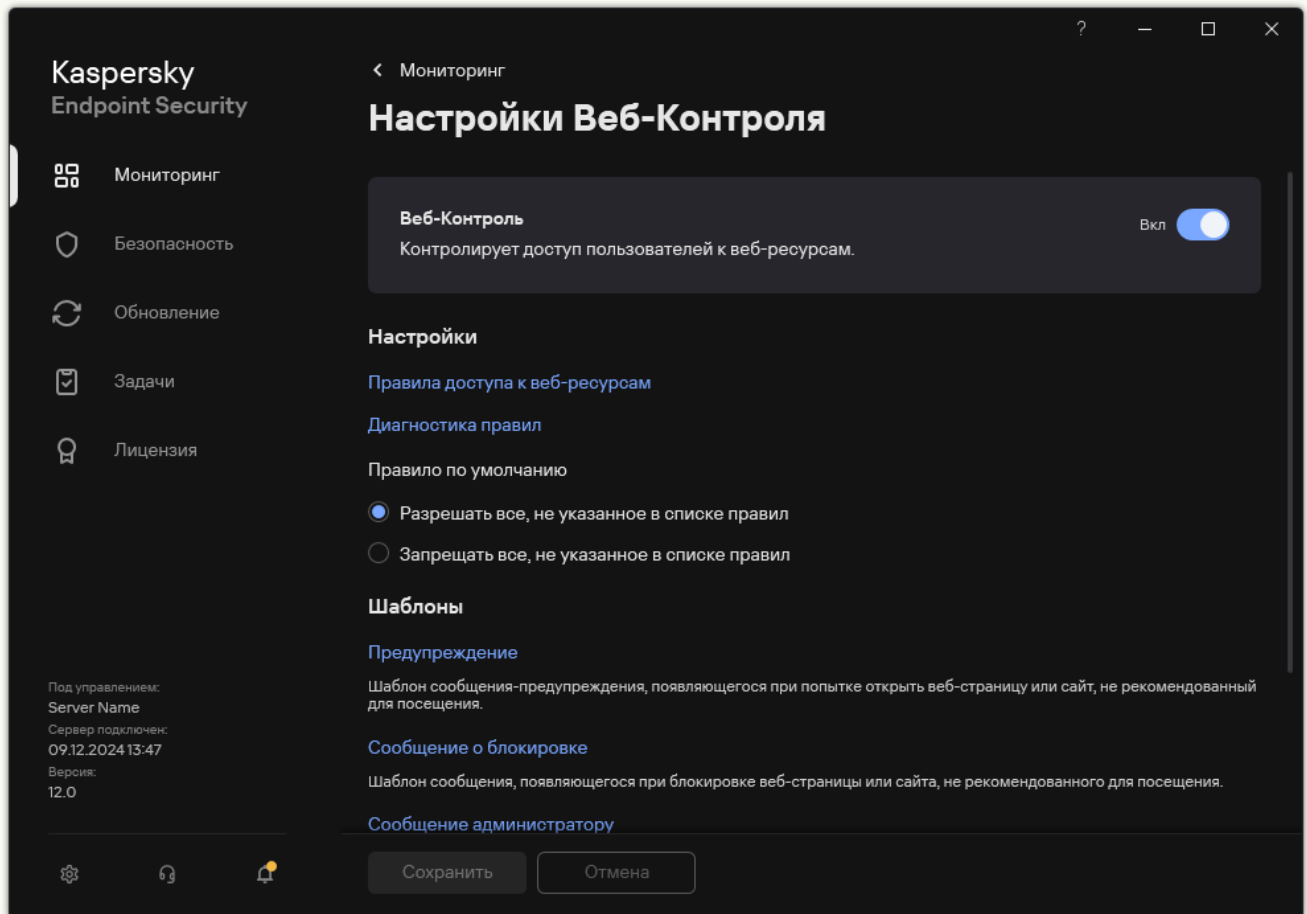 ?
Kaspersky
Endpoint Security
Мониторинг
Безопасность
Обновление
Задачи
Лицензия
Под управлением:
Server Name
Сервер подключен:
09.12.2024 13:47
Версия:
12.0
Мониторинг
Настройки Веб-Контроля
Веб-Контроль
Контролирует доступ пользователей к веб-ресурсам.
Вкл
Настройки
Правила доступа к веб-ресурсам
Диагностика правил
Правило по умолчанию
Разрешать все, не указанное в списке правил
Запрещать все, не указанное в списке правил
Шаблоны
Предупреждение
Шаблон сообщения-предупреждения, появляющегося при попытке открыть веб-страницу или сайт, не рекомендованный
для посещения.
Сообщение о блокировке
Шаблон сообщения, появляющегося при блокировке веб-страницы или сайта, не рекомендованного для посещения.
Сообщение администратору
Сохранить
Отмена